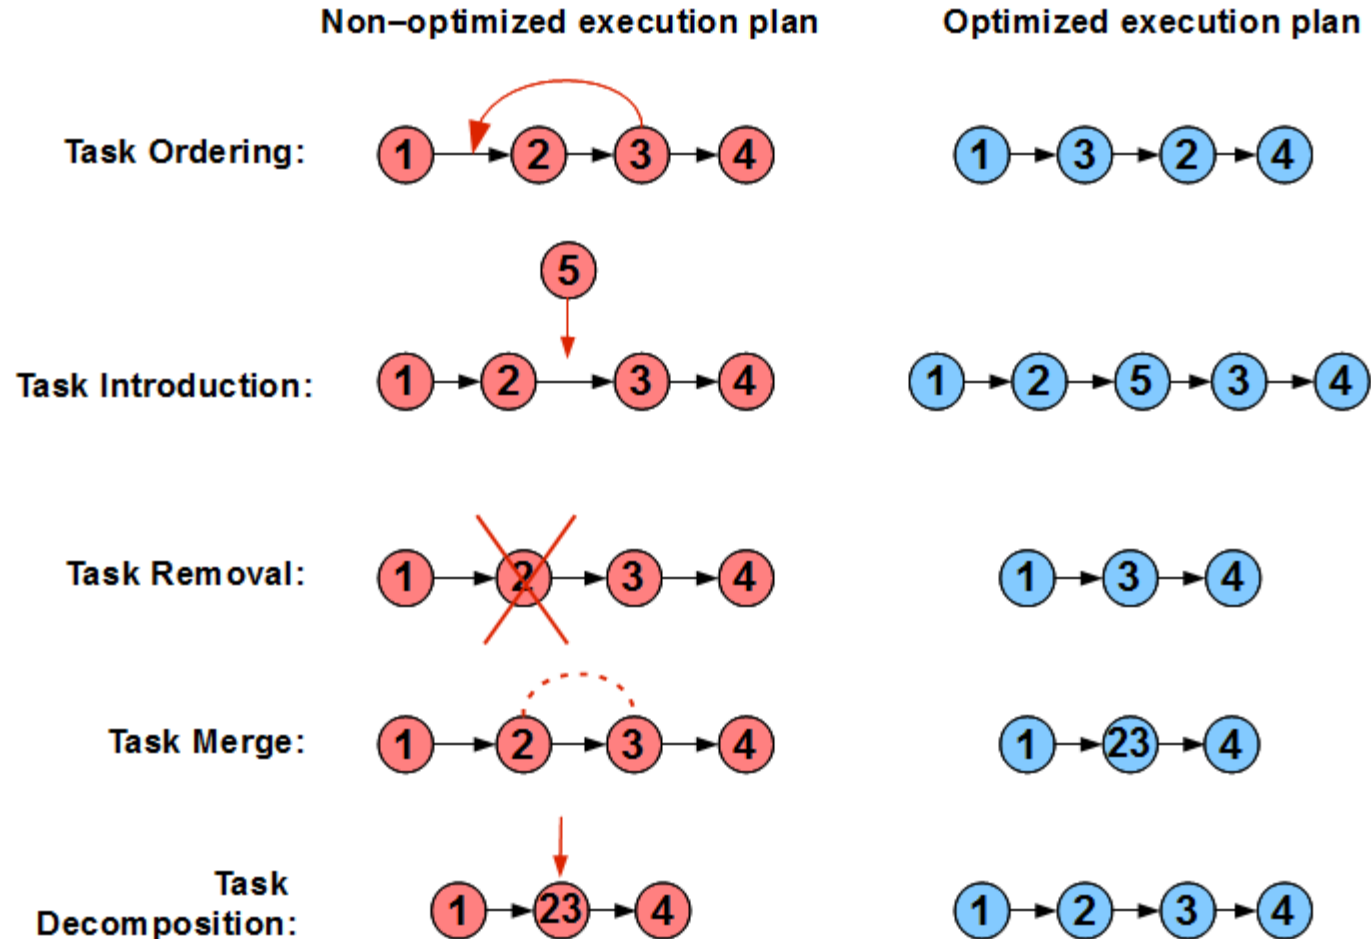 Non–optimized execution plan Optimized execution plan
Task Ordering: 1 2 3 4 1 3 2 4
5
Task Introduction: 1 2 3 4 1 2 5 3 4
Task Removal: 1 2 3 4 1 3 4
Task Merge: 1 2 3 4 1 23 4
Task
Decomposition: 1 23 4 1 2 3 4